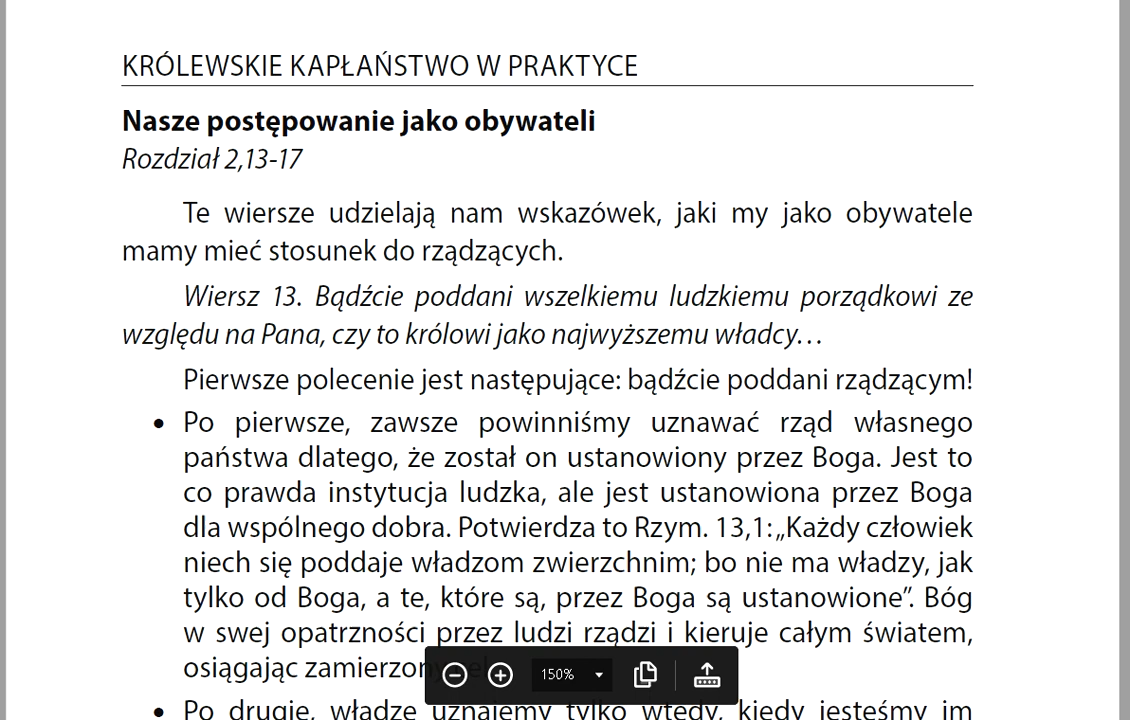 KRÓLEWSKIE KAPŁAŃSTWO W PRAKTYCE
Nasze postępowanie jako obywateli
Rozdział 2,13-17
Te wiersze udzielają nam wskazówek, jaki my jako obywatele
mamy mieć stosunek do rządzących.
Wiersz 13. Bądźcie poddani wszelkiemu ludzkiemu porządkowi ze
względu na Pana, czy to królowi jako najwyższemu władcy…
Pierwsze polecenie jest następujące: bądźcie poddani rządzącym!
• Po pierwsze, zawsze powinniśmy uznawać rząd własnego
państwa dlatego, że został on ustanowiony przez Boga. Jest to
co prawda instytucja ludzka, ale jest ustanowiona przez Boga
dla wspólnego dobra. Potwierdza to Rzym. 13,1: „Każdy człowiek
niech się poddaje władzom zwierzchnim; bo nie ma władzy, jak
tylko od Boga, a te, które są, przez Boga są ustanowione”. Bóg
w swej opatrzności przez ludzi rządzi i kieruje całym światem,
osiągając
150%
• Po drugie, władzę uznajemy tylko wtedy, kiedy jesteśmy im